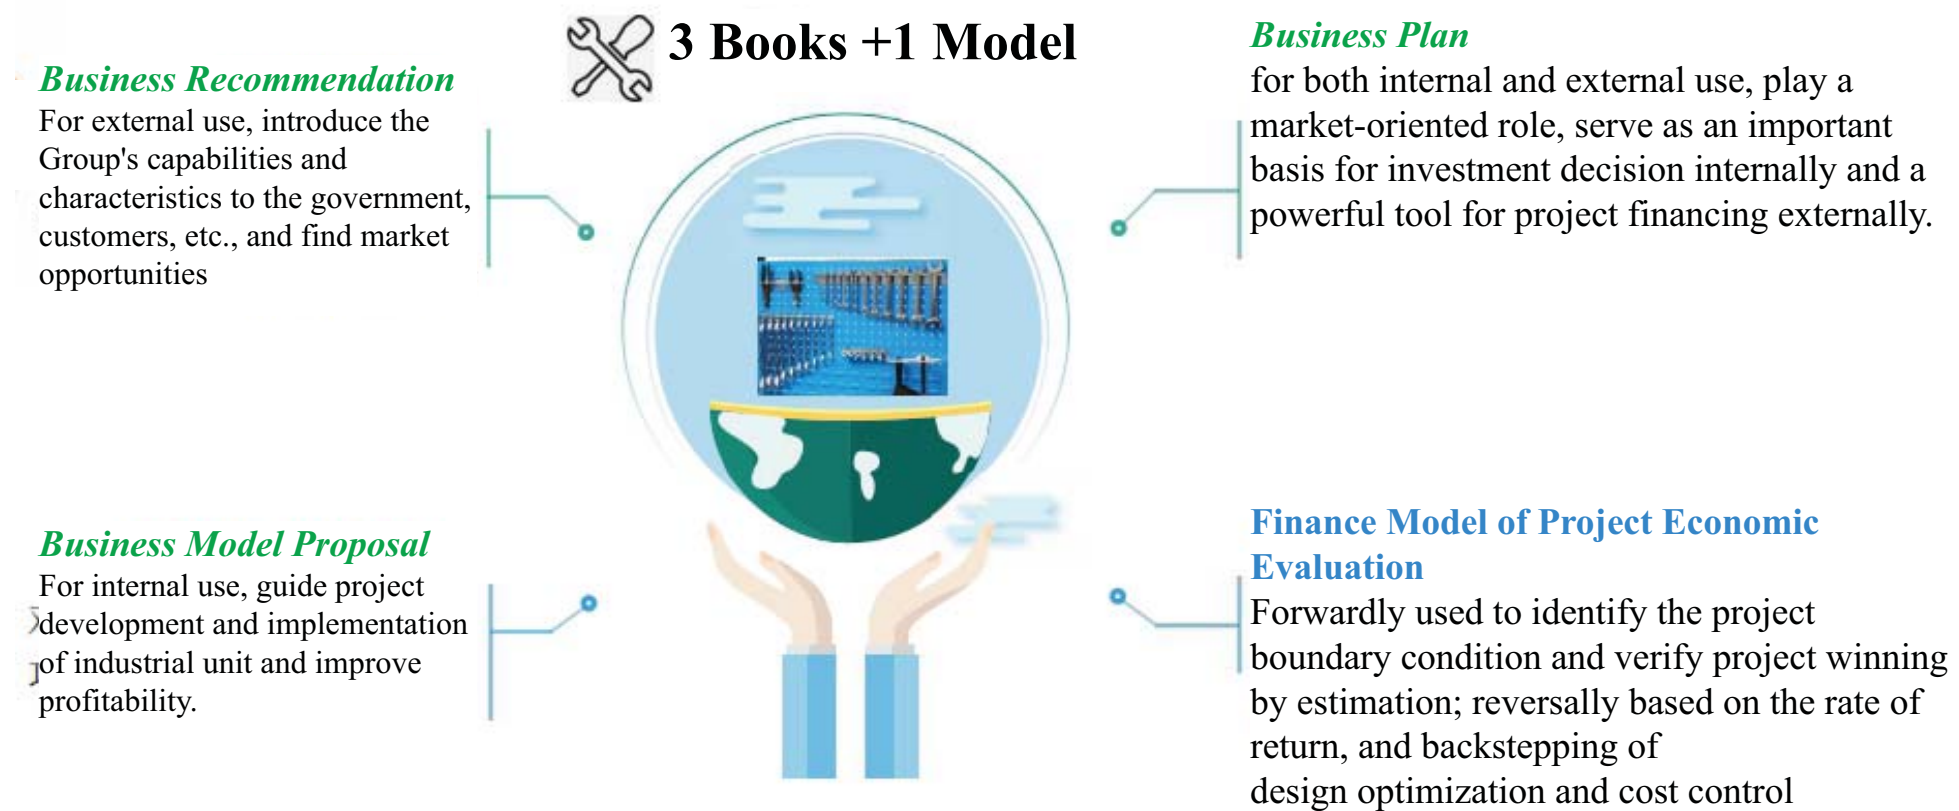 3 Books +1 Model
Business Recommendation
For external use, introduce the
Group's capabilities and
characteristics to the government,
customers, etc., and find market
opportunities
Business Plan
for both internal and external use, play a
market-oriented role, serve as an important
basis for investment decision internally and a
powerful tool for project financing externally.
Business Model Proposal
For internal use, guide project
development and implementation
of industrial unit and improve
profitability.
Finance Model of Project Economic
Evaluation
Forwardly used to identify the project
boundary condition and verify project winning
by estimation; reversally based on the rate of
return, and backstepping of
design optimization and cost control